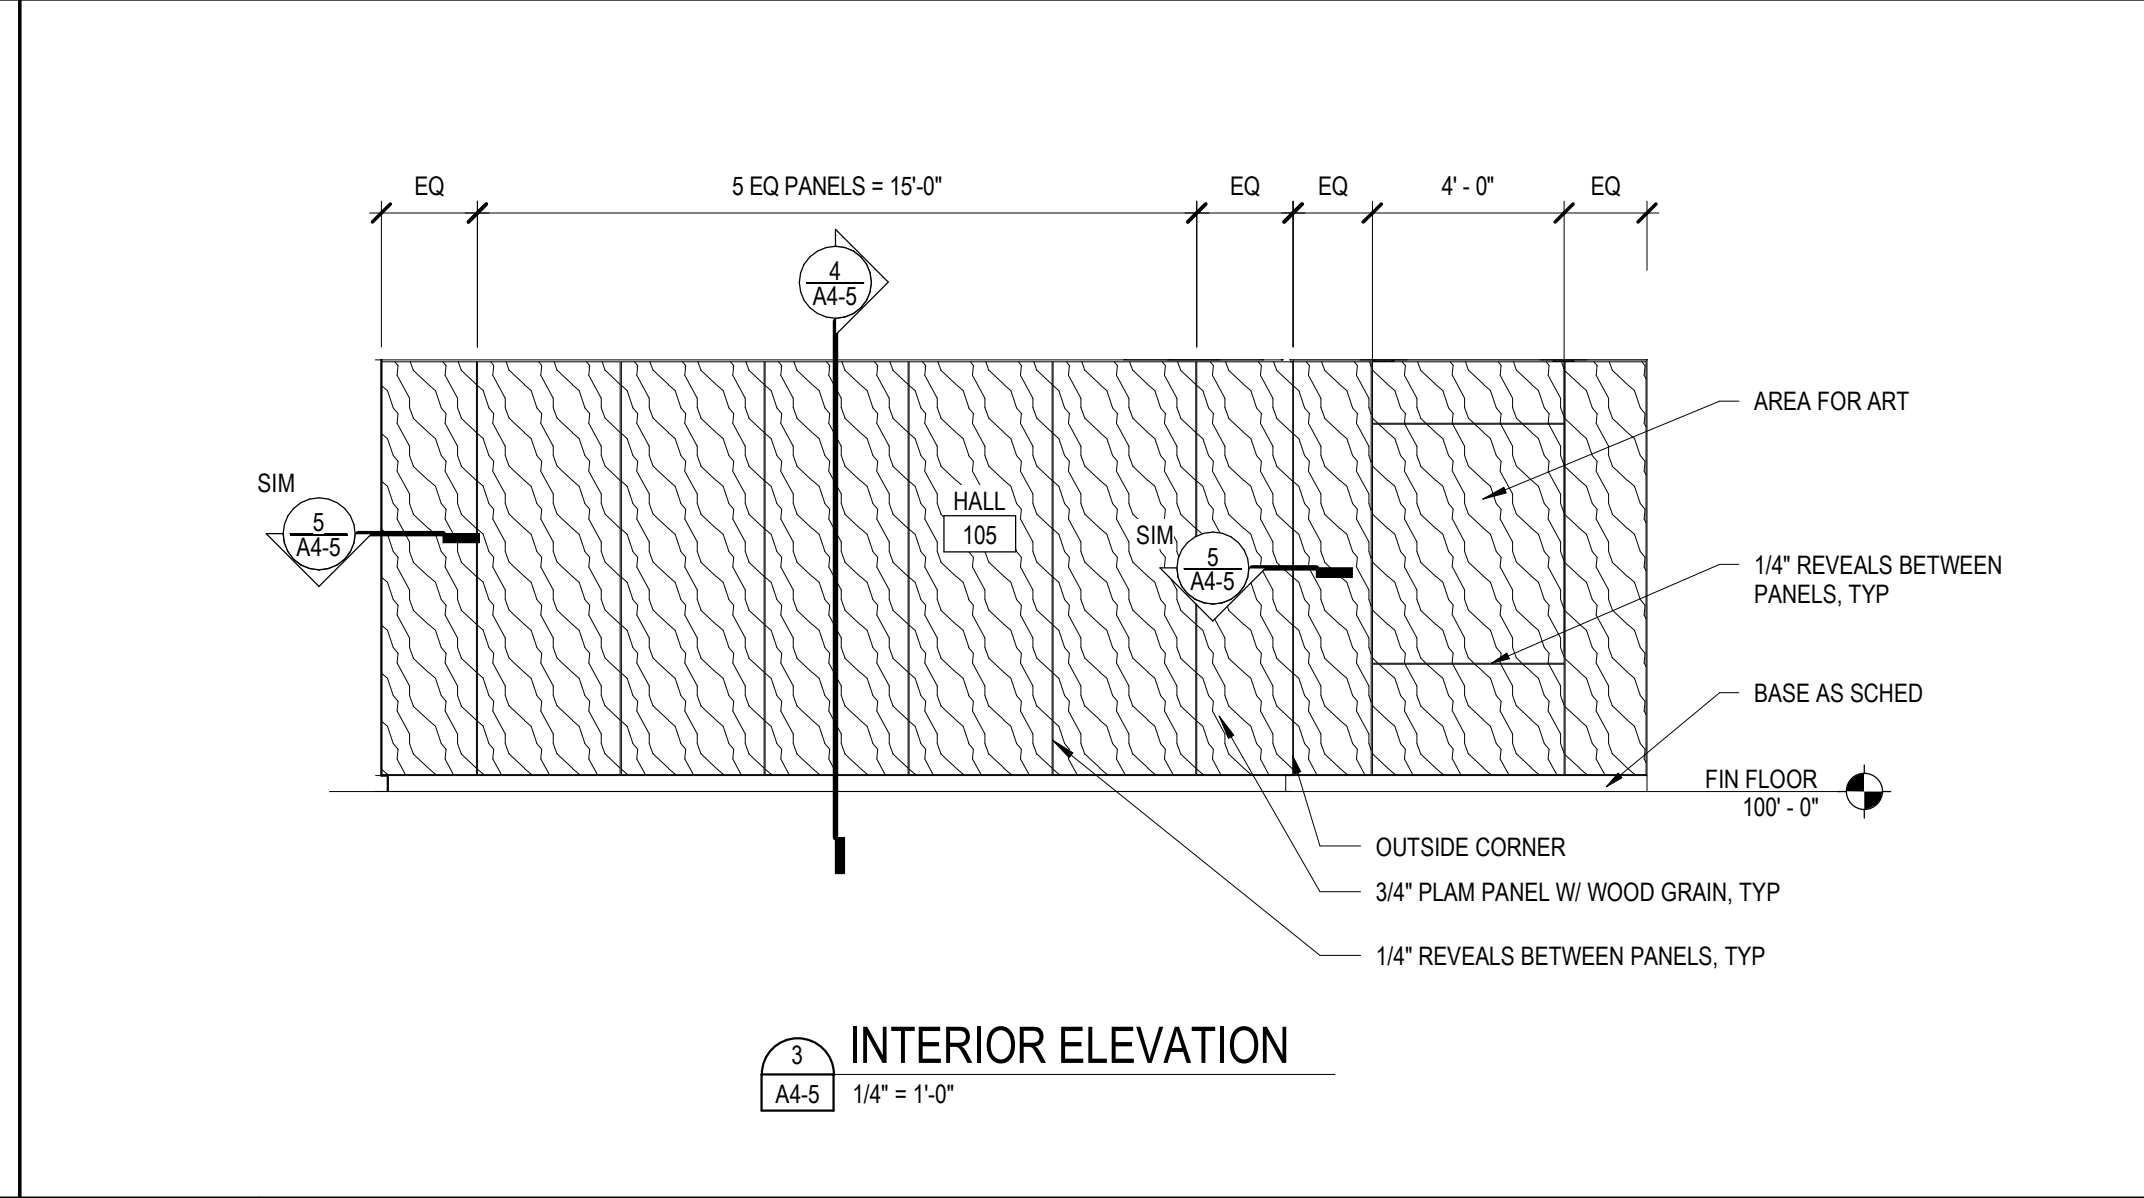 EQ
5 EQ PANELS = 15'-0"
EQ
EQ
4' - 0"
EQ
4
A4-5
AREA FOR ART
SIM
5
A4-5
HALL
105
SIM
5
A4-5
1/4" REVEALS BETWEEN
PANELS, TYP
BASE AS SCHED
FIN FLOOR
100' - 0"
OUTSIDE CORNER
3/4" PLAM PANEL W/ WOOD GRAIN, TYP
1/4" REVEALS BETWEEN PANELS, TYP
3
A4-5
INTERIOR ELEVATION
1/4" = 1'-0"